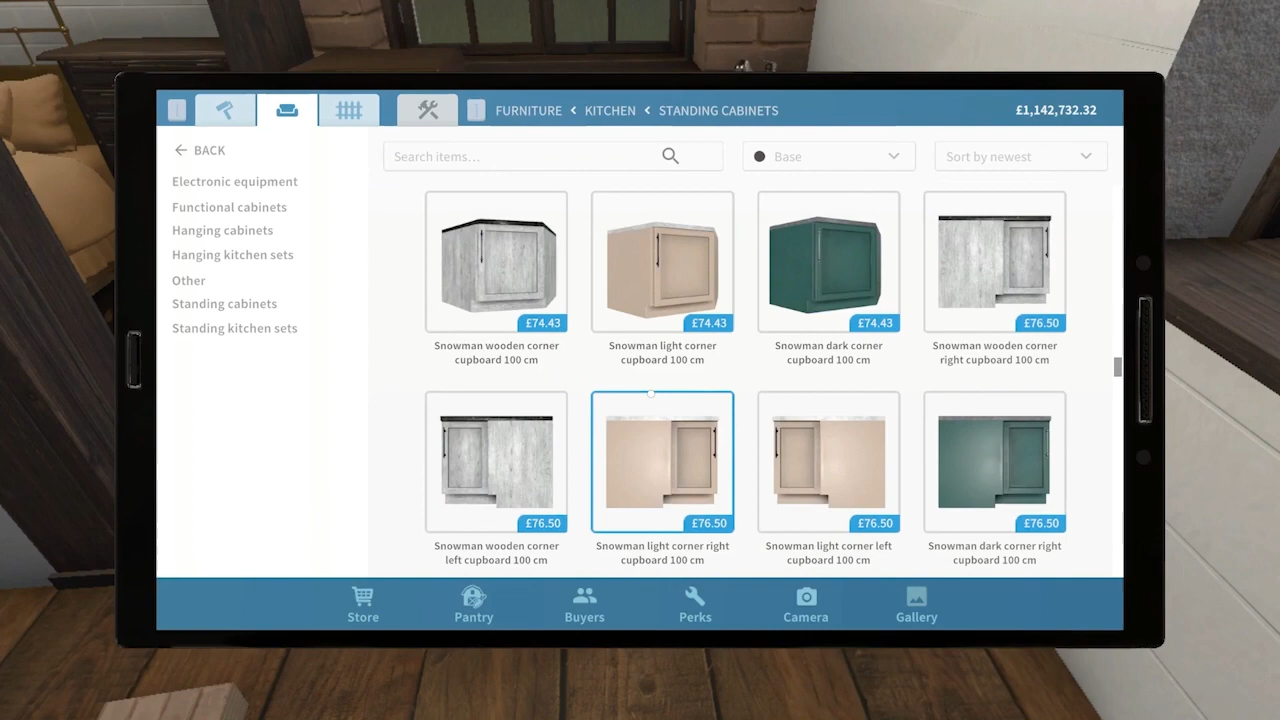 FURNITURE < KITCHEN < STANDING CABINETS
£1,142,732.32
BACK
Electronic equipment
Functional cabinets
Hanging cabinets
Hanging kitchen sets
Other
Standing cabinets
Standing kitchen sets
Search items...
Base
Sort by newest
£74.43
Snowman wooden corner
cupboard 100 cm
£74.43
Snowman light corner
cupboard 100 cm
£74.43
Snowman dark corner
cupboard 100 cm
£76.50
Snowman wooden corner
right cupboard 100 cm
£76.50
Snowman wooden corner
left cupboard 100 cm
£76.50
Snowman light corner right
cupboard 100 cm
£76.50
Snowman light corner left
cupboard 100 cm
£76.50
Snowman dark corner right
cupboard 100 cm
Store
Pantry
Buyers
Perks
Camera
Gallery